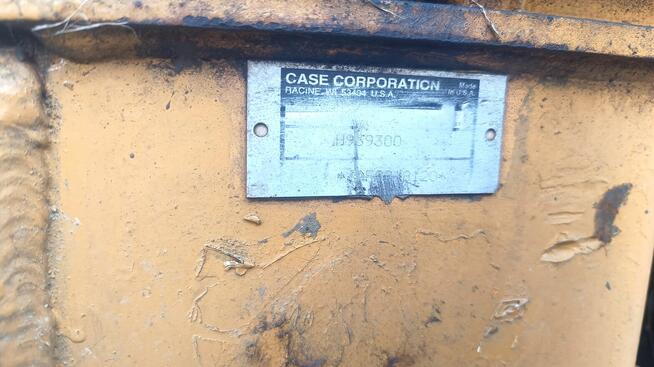 CASE CORPORATION
RACINE, WI 53404 U.S.A.
Made
in U.S.A.
H939300